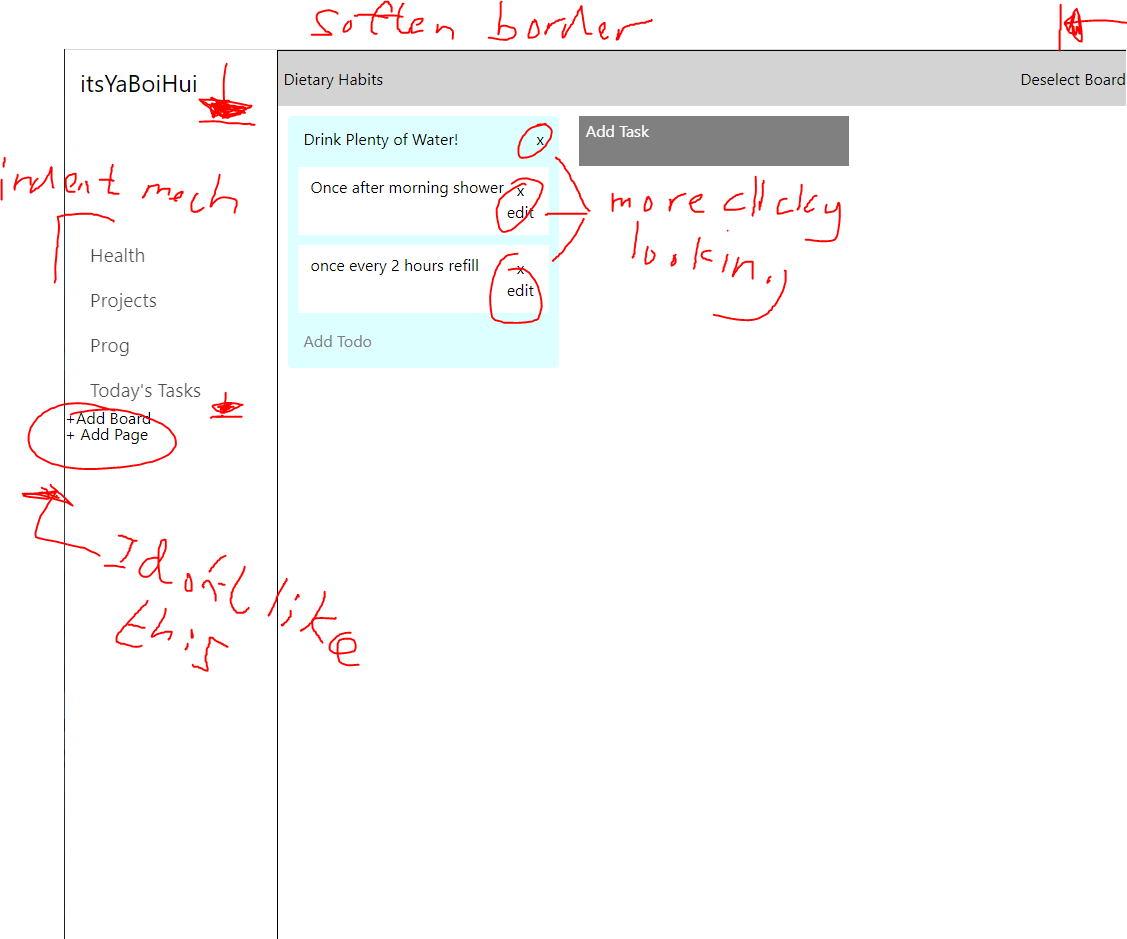 soften border
itsYaBoiHui
Dietary Habits
Deselect Board
Drink Plenty of Water!
x
Add Task
indent mech
Once after morning shower
x
edit
more clicky
looking
Health
once every 2 hours refill
x
edit
Projects
Prog
Add Todo
Today's Tasks
+Add Board
+ Add Page
I don't like
this